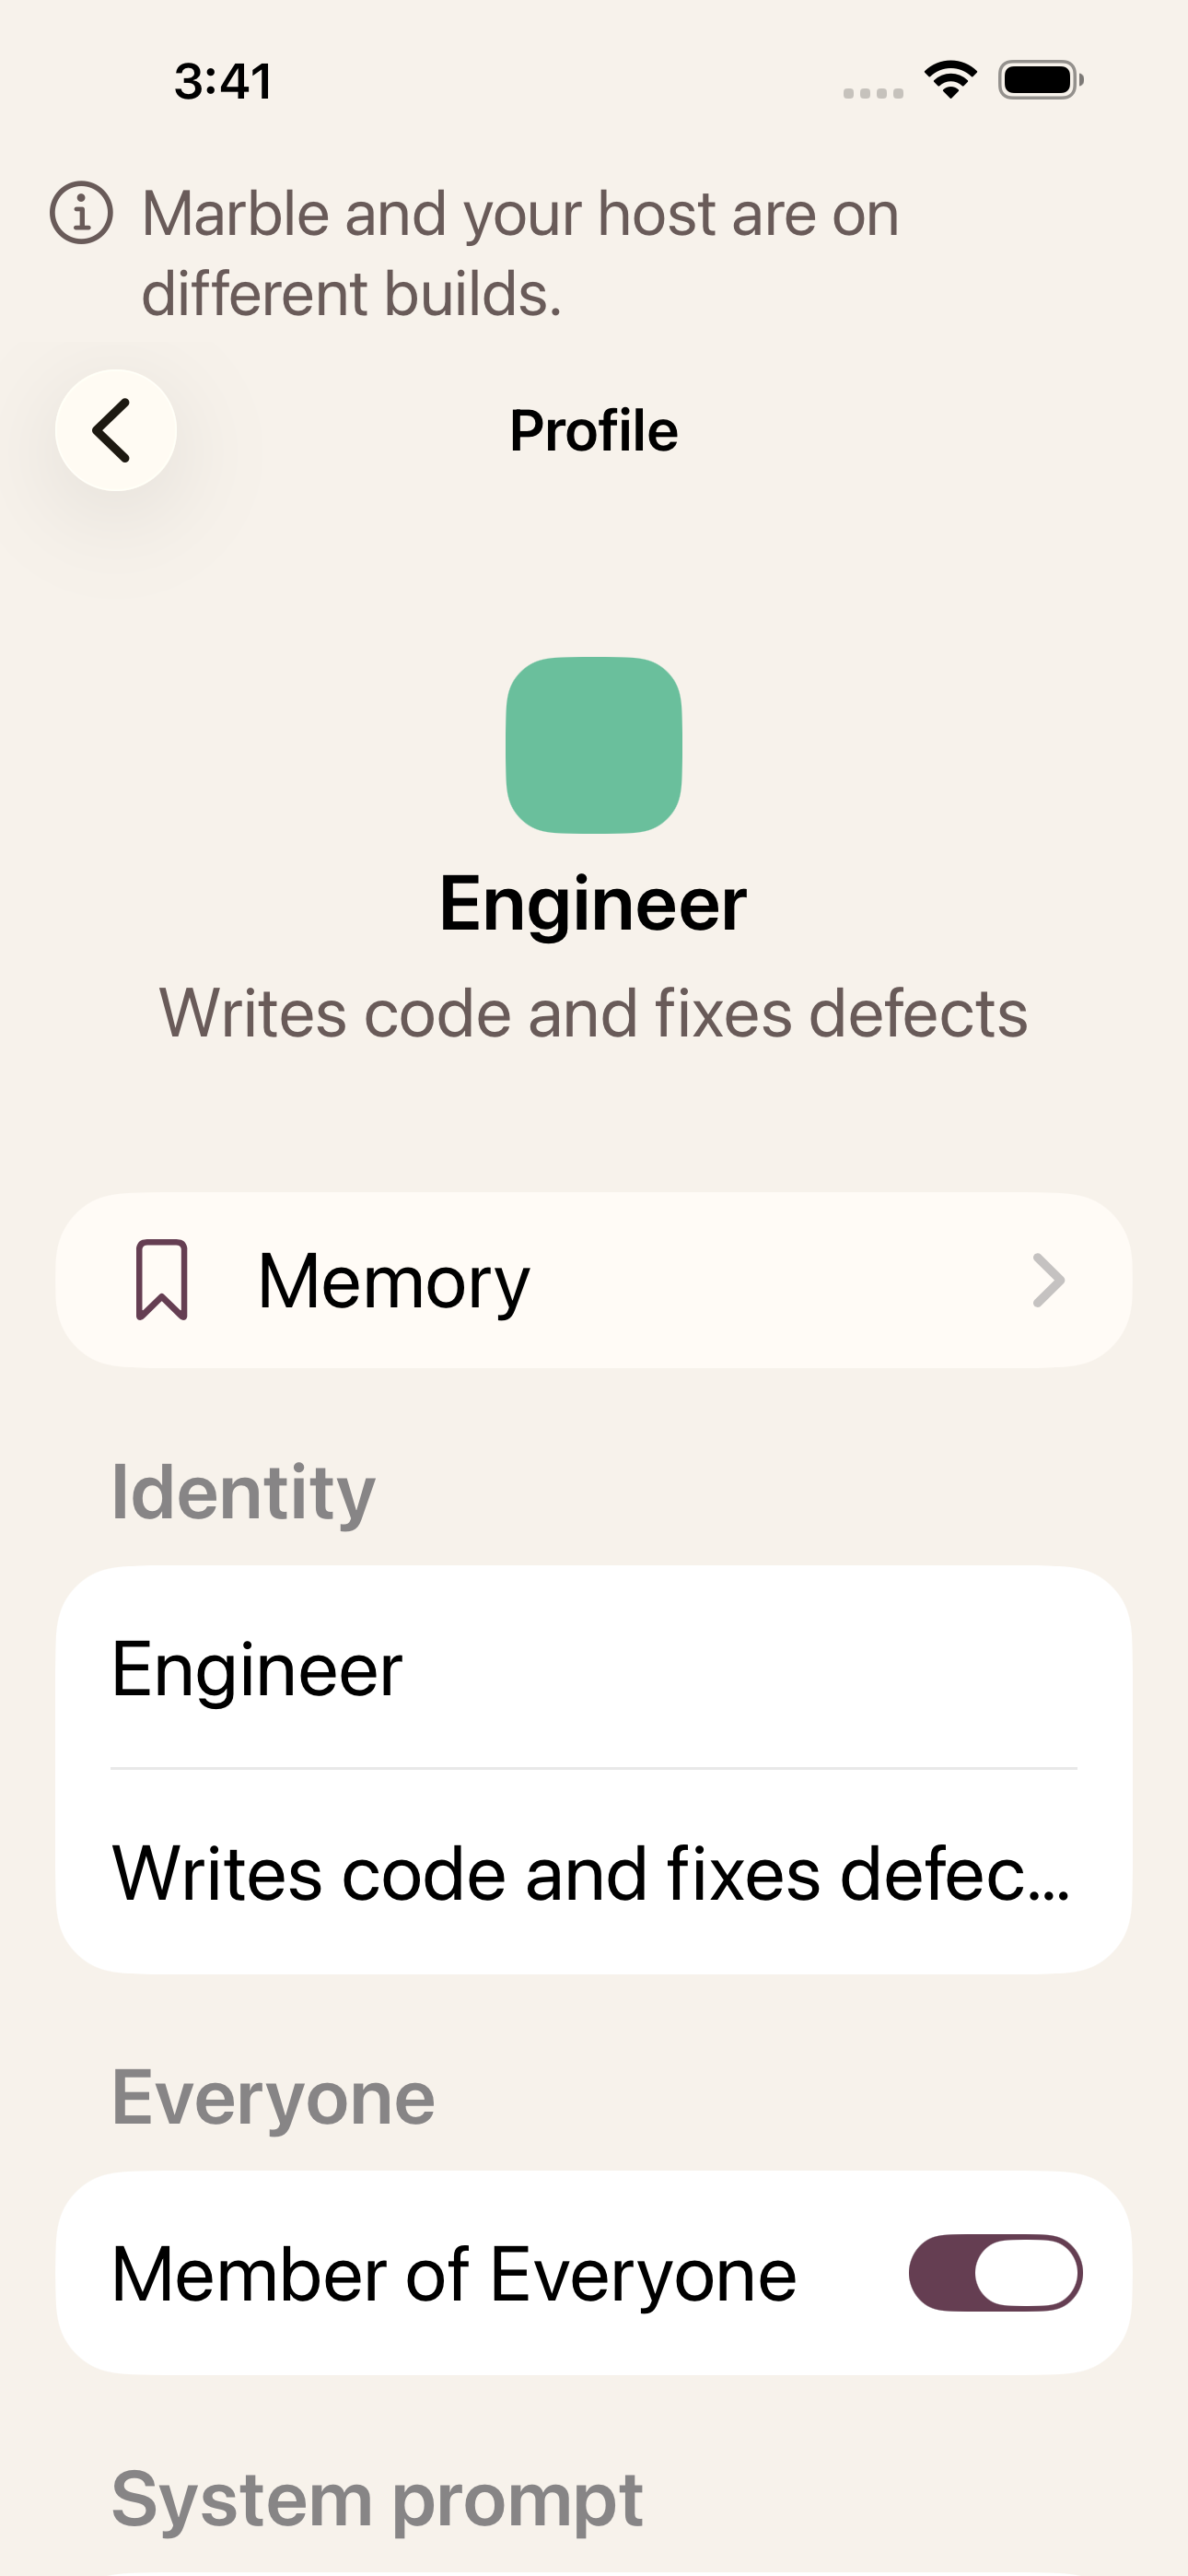 3:41
Marble and your host are on
different builds.
Profile
Engineer
Writes code and fixes defects
Memory
Identity
Engineer
Writes code and fixes defec...
Everyone
Member of Everyone
System prompt